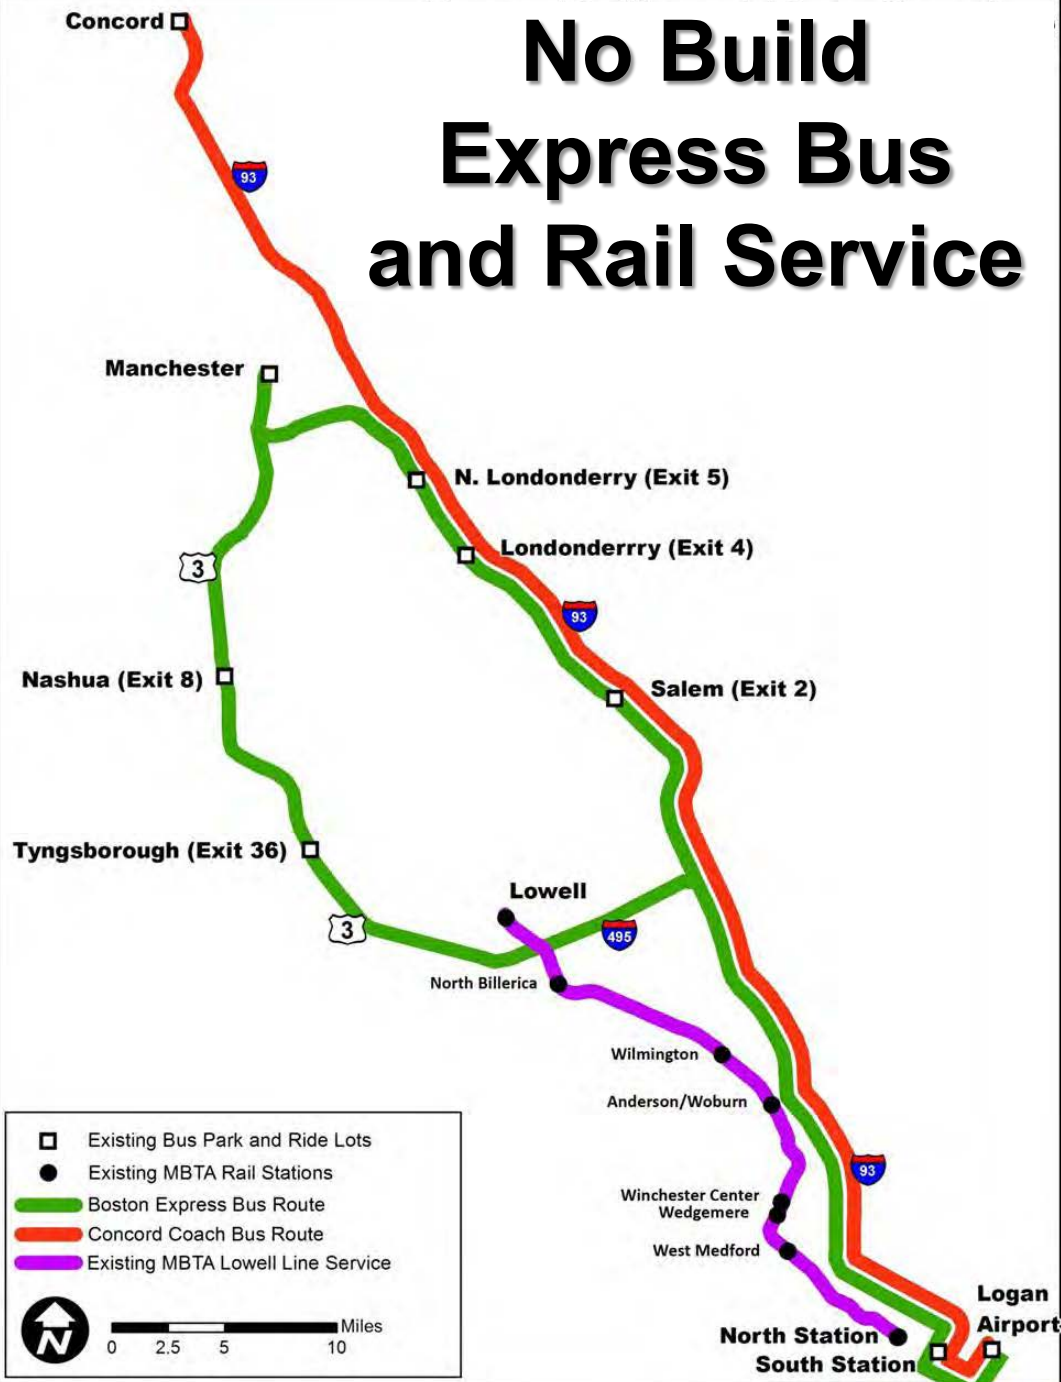 Concord
No Build
Express Bus
and Rail Service
93
Manchester
N. Londonderry (Exit 5)
Londonderrry (Exit 4)
3
93
Nashua (Exit 8)
Salem (Exit 2)
Tyngsborough (Exit 36)
Lowell
3
495
North Billerica
Wilmington
Anderson/Woburn
93
Winchester Center
Wedgemere
West Medford
Logan
Airport
North Station
South Station
Existing Bus Park and Ride Lots
Existing MBTA Rail Stations
Boston Express Bus Route
Concord Coach Bus Route
Existing MBTA Lowell Line Service
N
Miles
0 2.5 5 10